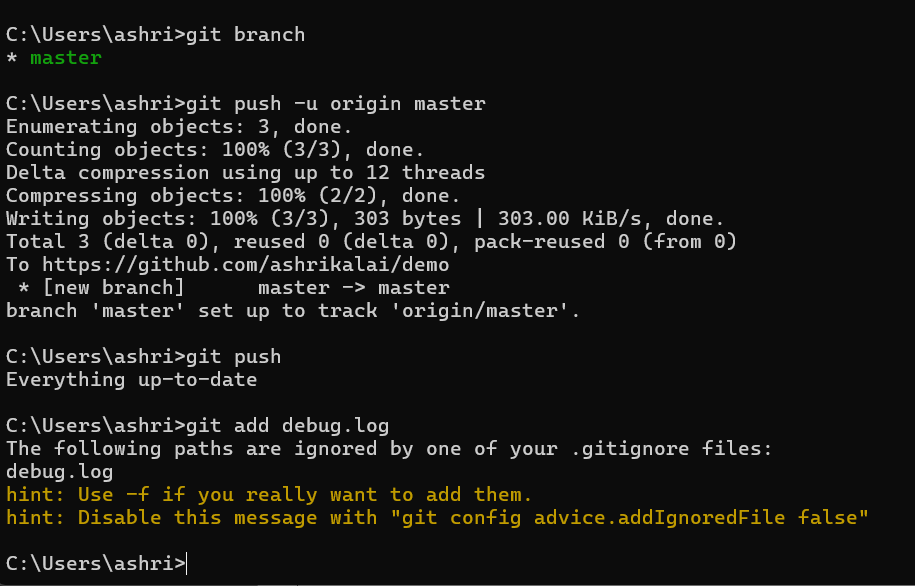 C:\Users\ashri>git branch
* master
C:\Users\ashri>git push -u origin master
Enumerating objects: 3, done.
Counting objects: 100% (3/3), done.
Delta compression using up to 12 threads
Compressing objects: 100% (2/2), done.
Writing objects: 100% (3/3), 303 bytes | 303.00 KiB/s, done.
Total 3 (delta 0), reused 0 (delta 0), pack-reused 0 (from 0)
To https://github.com/ashrikalai/demo
 * [new branch]      master -> master
branch 'master' set up to track 'origin/master'.
C:\Users\ashri>git push
Everything up-to-date
C:\Users\ashri>git add debug.log
The following paths are ignored by one of your .gitignore files:
debug.log
hint: Use -f if you really want to add them.
hint: Disable this message with "git config advice.addIgnoredFile false"
C:\Users\ashri>